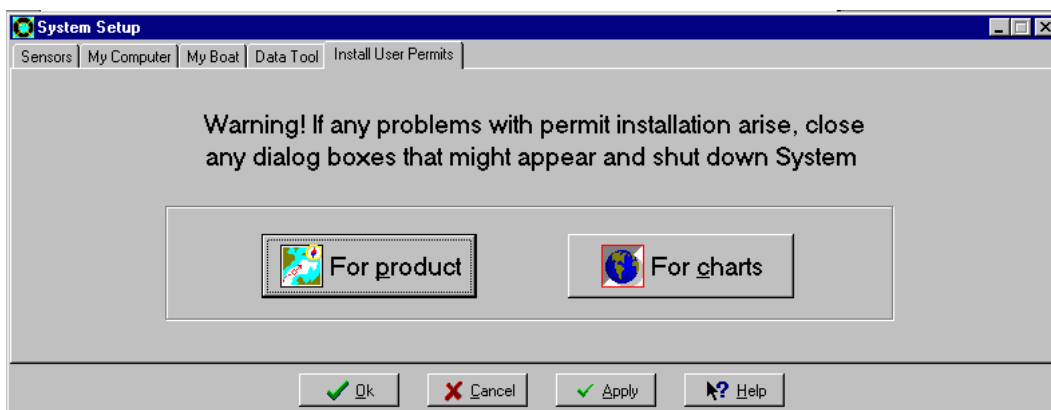 System Setup
Sensors My Computer My Boat Data Tool Install User Permits
Warning! If any problems with permit installation arise, close
any dialog boxes that might appear and shut down System
For product For charts
Ok Cancel Apply Help